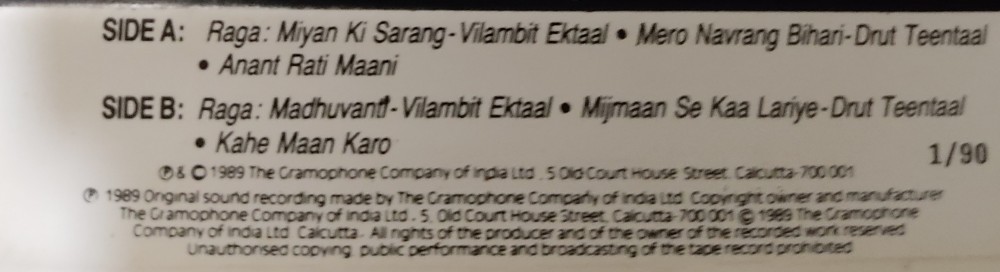 SIDE A: Raga: Miyan Ki Sarang-Vilambit Ektaal • Mero Navrang Bihari-Drut Teentaal
• Anant Rati Maani
SIDE B: Raga: Madhuvanti-Vilambit Ektaal • Mijmaan Se Kaa Lariye-Drut Teentaal
• Kahe Maan Karo
1/90
℗ & © 1989 The Gramophone Company of India Ltd. 5 Old Court House Street. Calcutta-700 001
℗ 1989 Original sound recording made by The Gramophone Company of India Ltd Copyright owner and manufacturer
The Gramophone Company of India Ltd. 5, Old Court House Street, Calcutta-700 001 © 1989 The Gramophone
Company of India Ltd Calcutta. All rights of the producer and of the owner of the recorded work reserved
Unauthorised copying public performance and broadcasting of the tape record prohibited